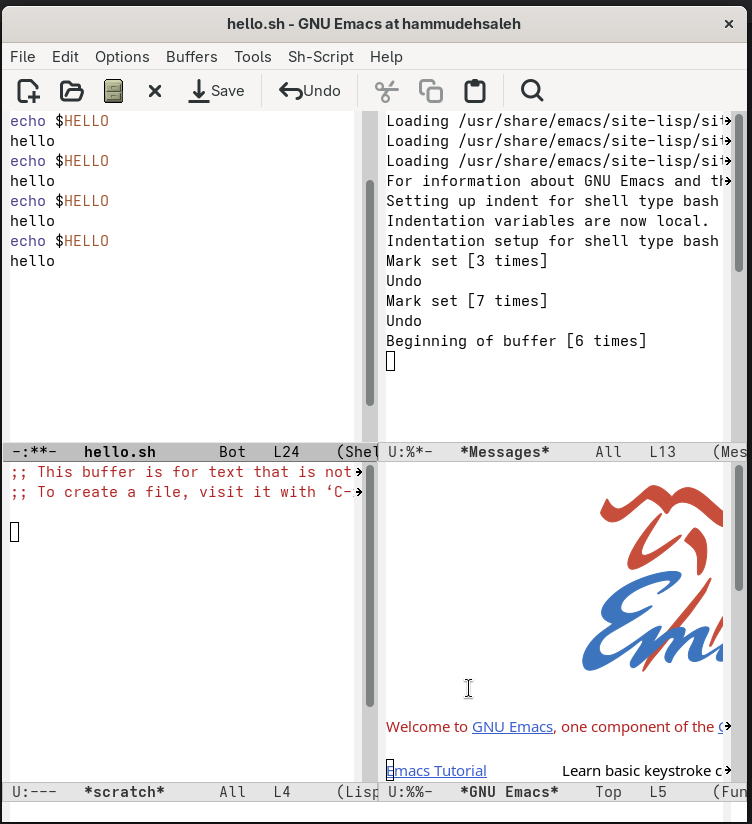 hello.sh - GNU Emacs at hammudehsaleh
File Edit Options Buffers Tools Sh-Script Help
Save Undo
echo $HELLO
hello
echo $HELLO
hello
echo $HELLO
hello
echo $HELLO
hello
-:**- hello.sh Bot L24 (Shel
Loading /usr/share/emacs/site-lisp/sit
Loading /usr/share/emacs/site-lisp/sit
Loading /usr/share/emacs/site-lisp/sit
For information about GNU Emacs and th
Setting up indent for shell type bash
Indentation variables are now local.
Indentation setup for shell type bash
Mark set [3 times]
Undo
Mark set [7 times]
Undo
Beginning of buffer [6 times]
U:%*- *Messages* All L13 (Mes
;; This buffer is for text that is not
;; To create a file, visit it with ‘C-
U:--- *scratch* All L4 (Lisp
Em
Welcome to GNU Emacs, one component of the G
Emacs Tutorial Learn basic keystroke c
U:%%- *GNU Emacs* Top L5 (Fun